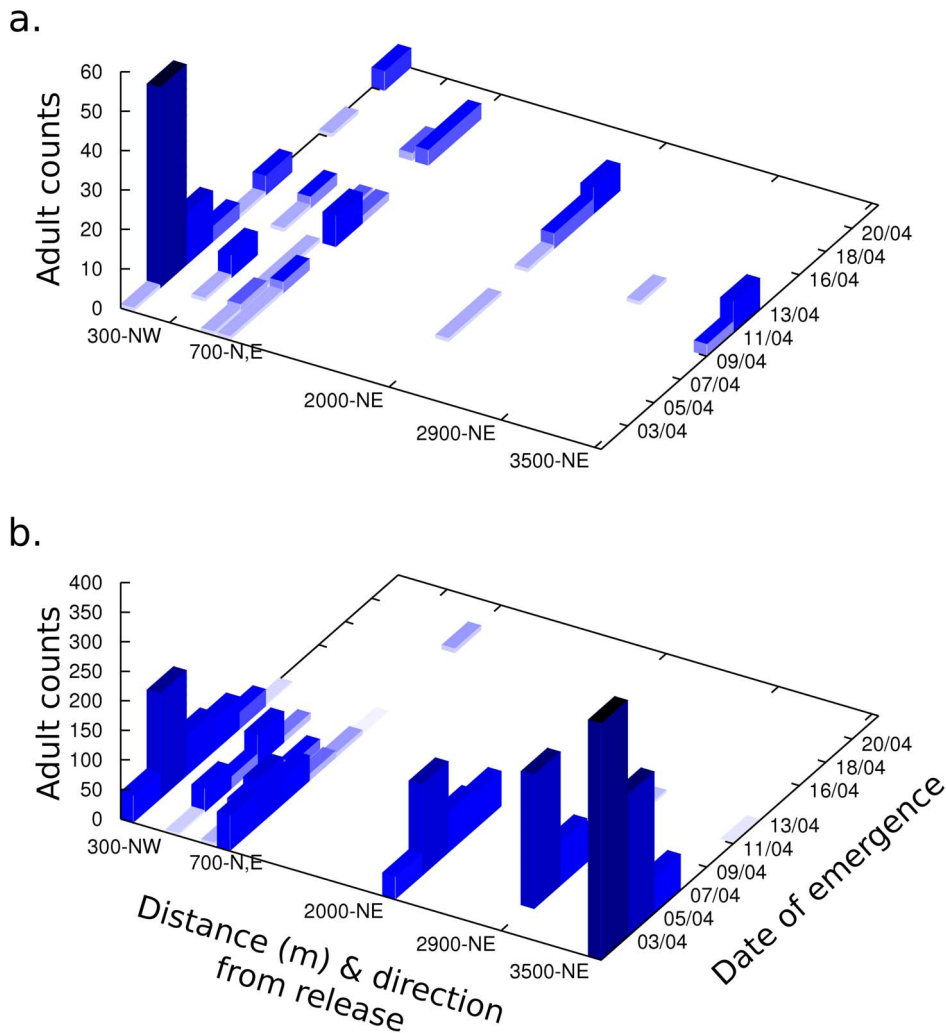 a.
60
50
40
30
20
10
0
Adult counts
300-NW
700-N,E
2000-NE
2900-NE
3500-NE
20/04
18/04
16/04
13/04
11/04
09/04
07/04
05/04
03/04
b.
400
350
300
250
200
150
100
50
0
Adult counts
300-NW
700-N,E
2000-NE
2900-NE
3500-NE
20/04
18/04
16/04
13/04
11/04
09/04
07/04
05/04
03/04
Distance (m) & direction
from release
Date of emergence